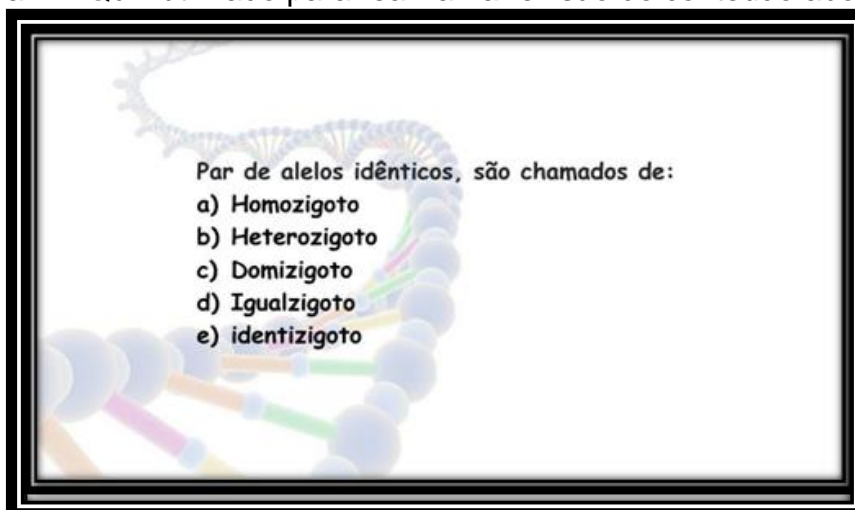 Par de alelos idênticos, são chamados de:
a) Homozigoto
b) Heterozigoto
c) Domizigoto
d) Igualzigoto
e) identizigoto